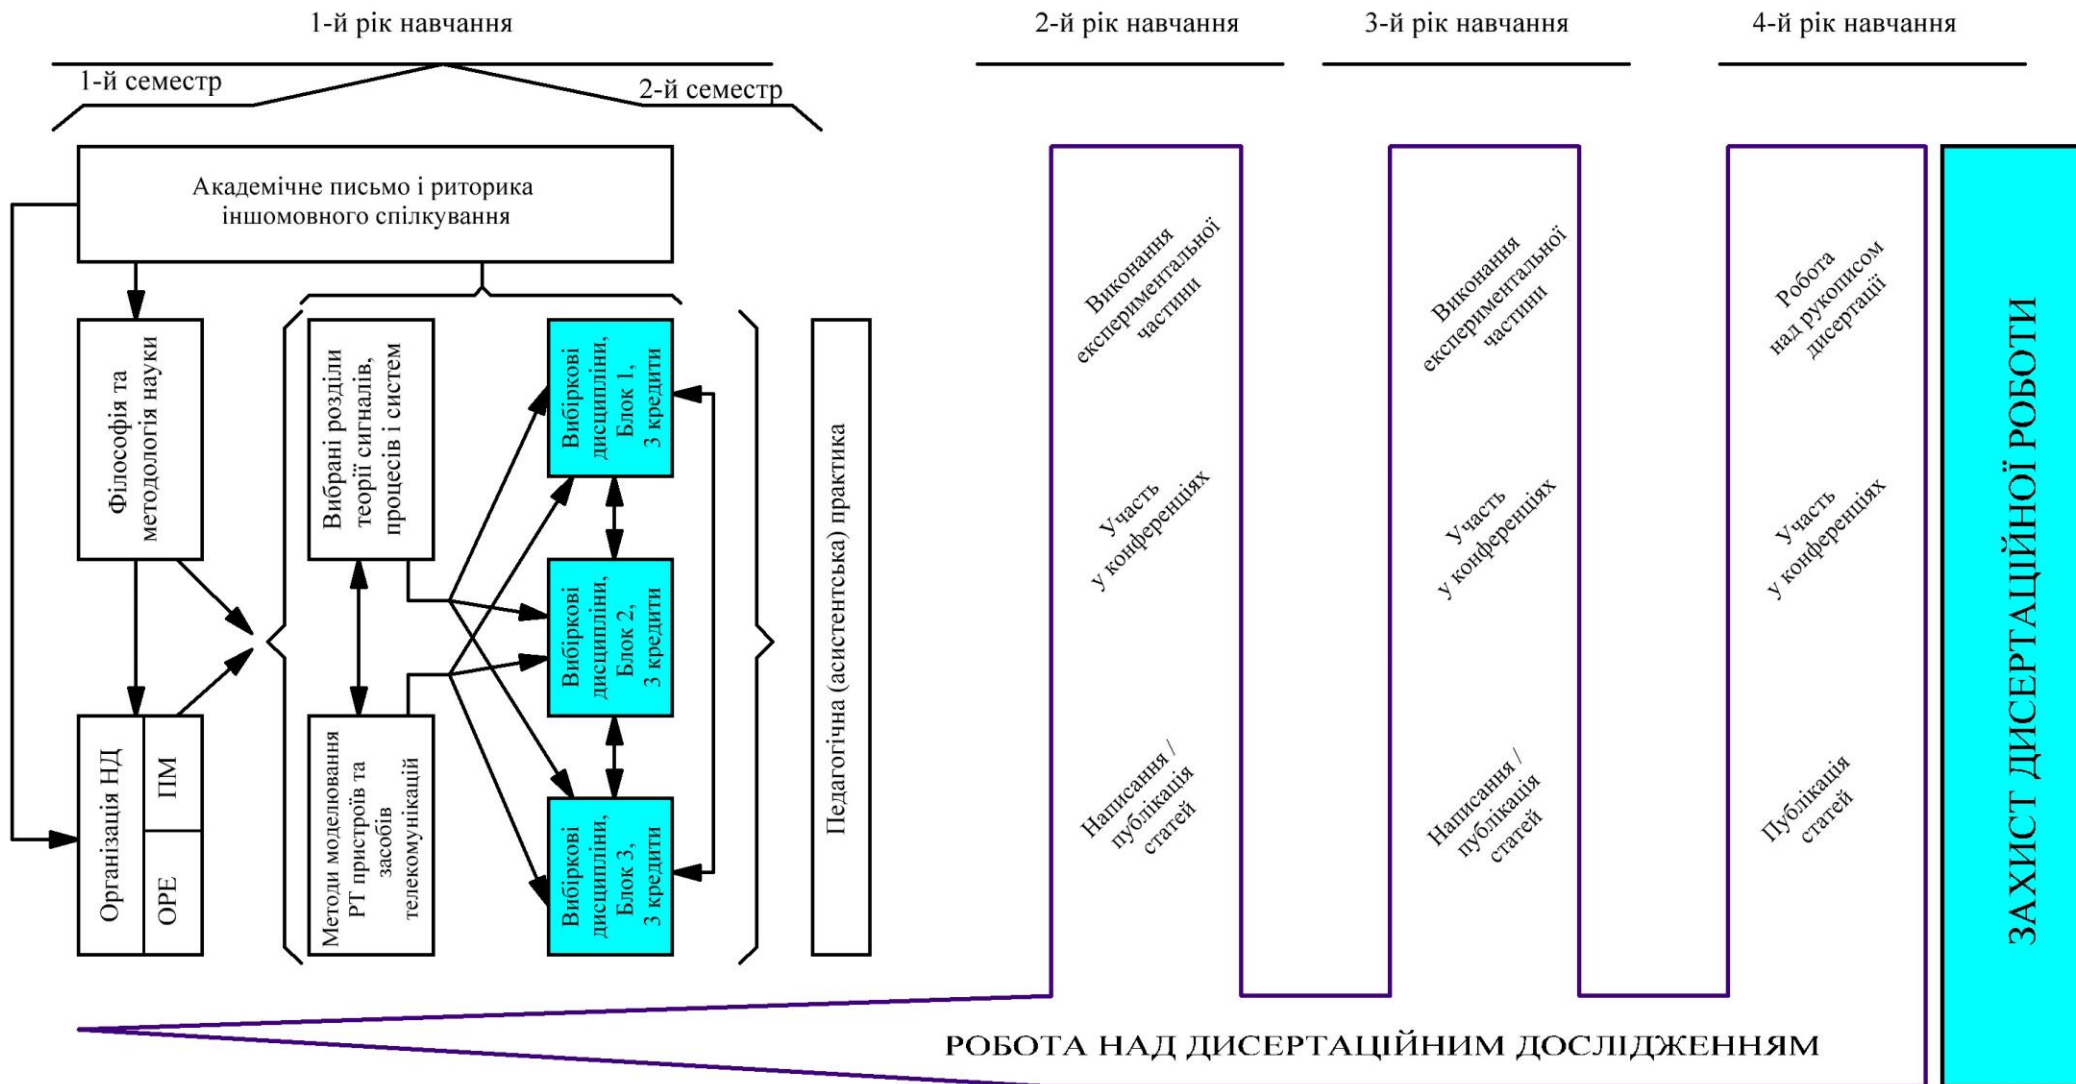 1-й рік навчання
2-й рік навчання
3-й рік навчання
4-й рік навчання
1-й семестр
2-й семестр
Академічне письмо і риторика
іншомовного спілкування
Філософія та
методологія науки
Організація НД
ОРЕ
ПМ
Вибрані розділи
теорії сигналів,
процесів і систем
Методи моделювання
РТ пристроїв та
засобів
телекомунікацій
Вибіркові
дисципліни,
Блок 1,
3 кредити
Вибіркові
дисципліни,
Блок 2,
3 кредити
Вибіркові
дисципліни,
Блок 3,
3 кредити
Педагогічна (асистентська) практика
Виконання
експериментальної
частини
Участь
у конференціях
Написання /
публікація
статей
Виконання
експериментальної
частини
Участь
у конференціях
Написання /
публікація
статей
Робота
над рукописом
дисертації
Участь
у конференціях
Публікація
статей
ЗАХИСТ ДИСЕРТАЦІЙНОЇ РОБОТИ
РОБОТА НАД ДИСЕРТАЦІЙНИМ ДОСЛІДЖЕННЯМ